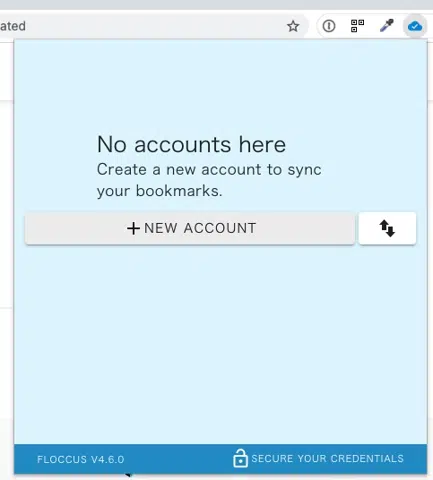 ated
No accounts here
Create a new account to sync
your bookmarks.
NEW ACCOUNT
FLOCCUS V4.6.0
SECURE YOUR CREDENTIALS